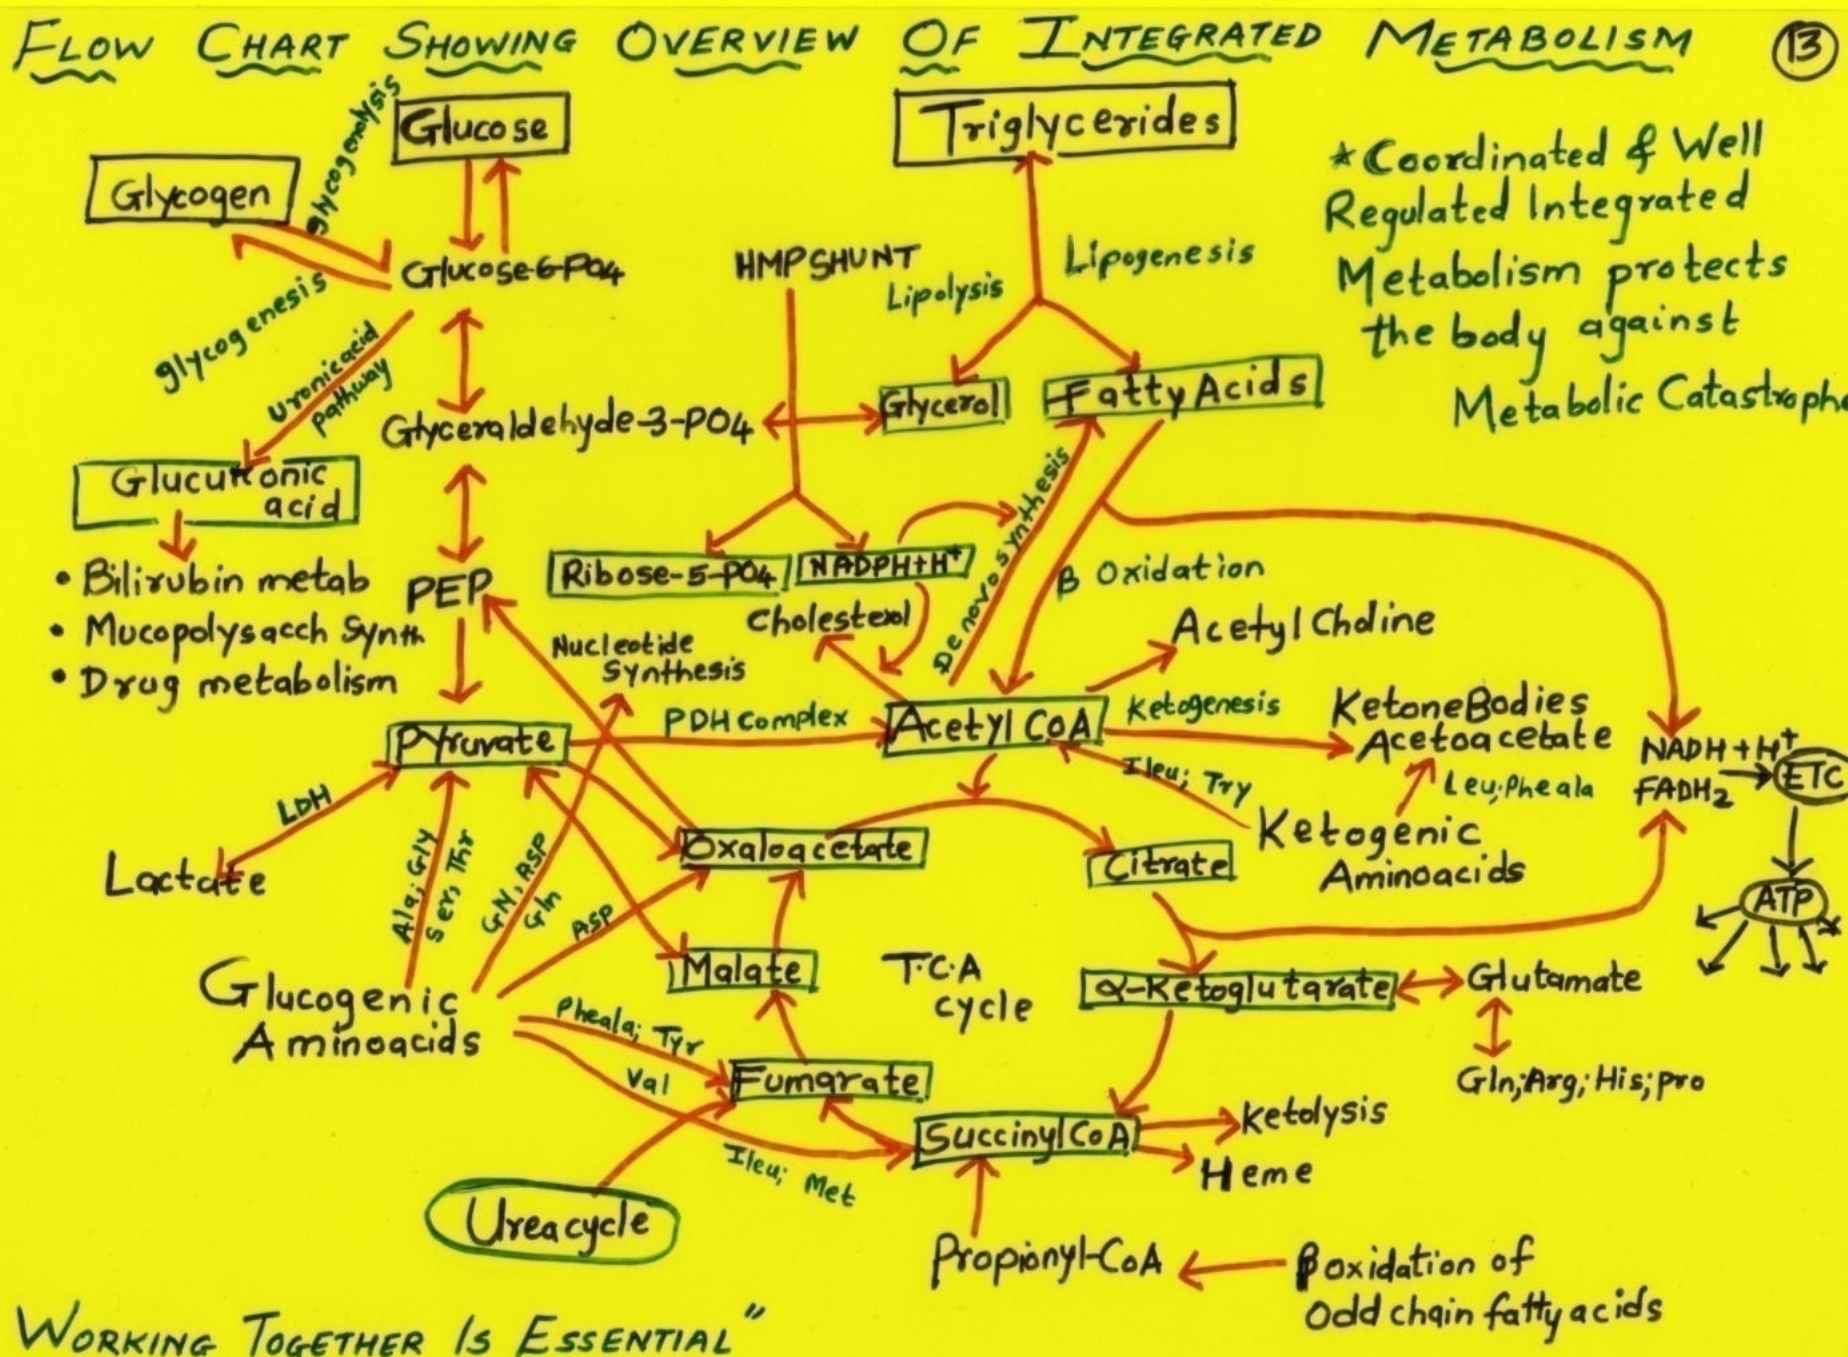 FLOW CHART SHOWING OVERVIEW OF INTEGRATED METABOLISM
13
Glucose
Triglycerides
Glycogen
glycogenolysis
*Coordinated & Well
Regulated Integrated
Metabolism protects
the body against
Metabolic Catastrophe
Glucose-6-PO4
HMPSHUNT
Lipolysis
Lipogenesis
glycogenesis
Uronic acid
pathway
Glyceraldehyde-3-PO4
Glycerol
Fatty Acids
Glucuronic
acid
• Bilirubin metab
• Mucopolysacch Synth
• Drug metabolism
PEP
Ribose-5-PO4
NADPH+H+
De novo synthesis
β Oxidation
Cholesterol
Nucleotide
Synthesis
Acetyl Choline
Pyruvate
PDH Complex
Acetyl CoA
Ketogenesis
Ketone Bodies
Acetoacetate
NADH + H+
FADH2
ETC
ATP
Ileu; Try
Leu; Pheala
Ketogenic
Aminoacids
LDH
Lactate
Ala; Gly
Ser; Thr
Gly, ASP
Gln
ASP
Oxaloacetate
Citrate
Malate
T.C.A
cycle
α-Ketoglutarate
Glutamate
Gln; Arg; His; pro
Glucogenic
Aminoacids
Pheala; Tyr
Val
Ileu; Met
Fumarate
Succinyl CoA
Ketolysis
Heme
Urea cycle
Propionyl-CoA
β oxidation of
Odd chain fatty acids
WORKING TOGETHER IS ESSENTIAL"